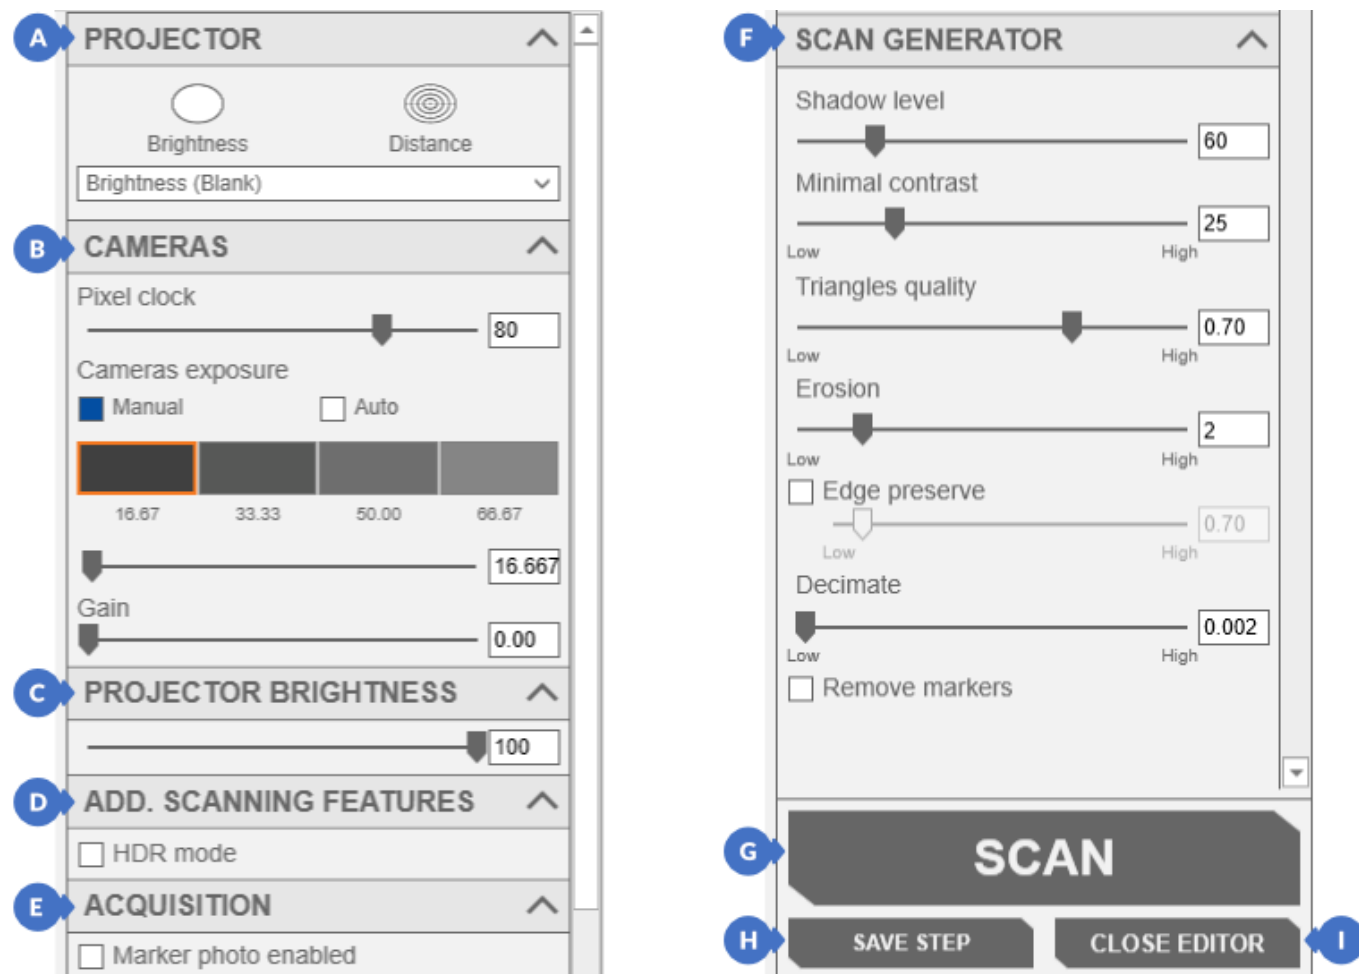 A PROJECTOR
Brightness Distance
Brightness (Blank)
B CAMERAS
Pixel clock
80
Cameras exposure
Manual Auto
16.67 33.33 50.00 66.67
16.667
Gain
0.00
C PROJECTOR BRIGHTNESS
100
D ADD. SCANNING FEATURES
HDR mode
E ACQUISITION
Marker photo enabled
F SCAN GENERATOR
Shadow level
60
Minimal contrast
25
Low High
Triangles quality
0.70
Low High
Erosion
2
Low High
Edge preserve
0.70
Low High
Decimate
0.002
Low High
Remove markers
G SCAN
H SAVE STEP CLOSE EDITOR I